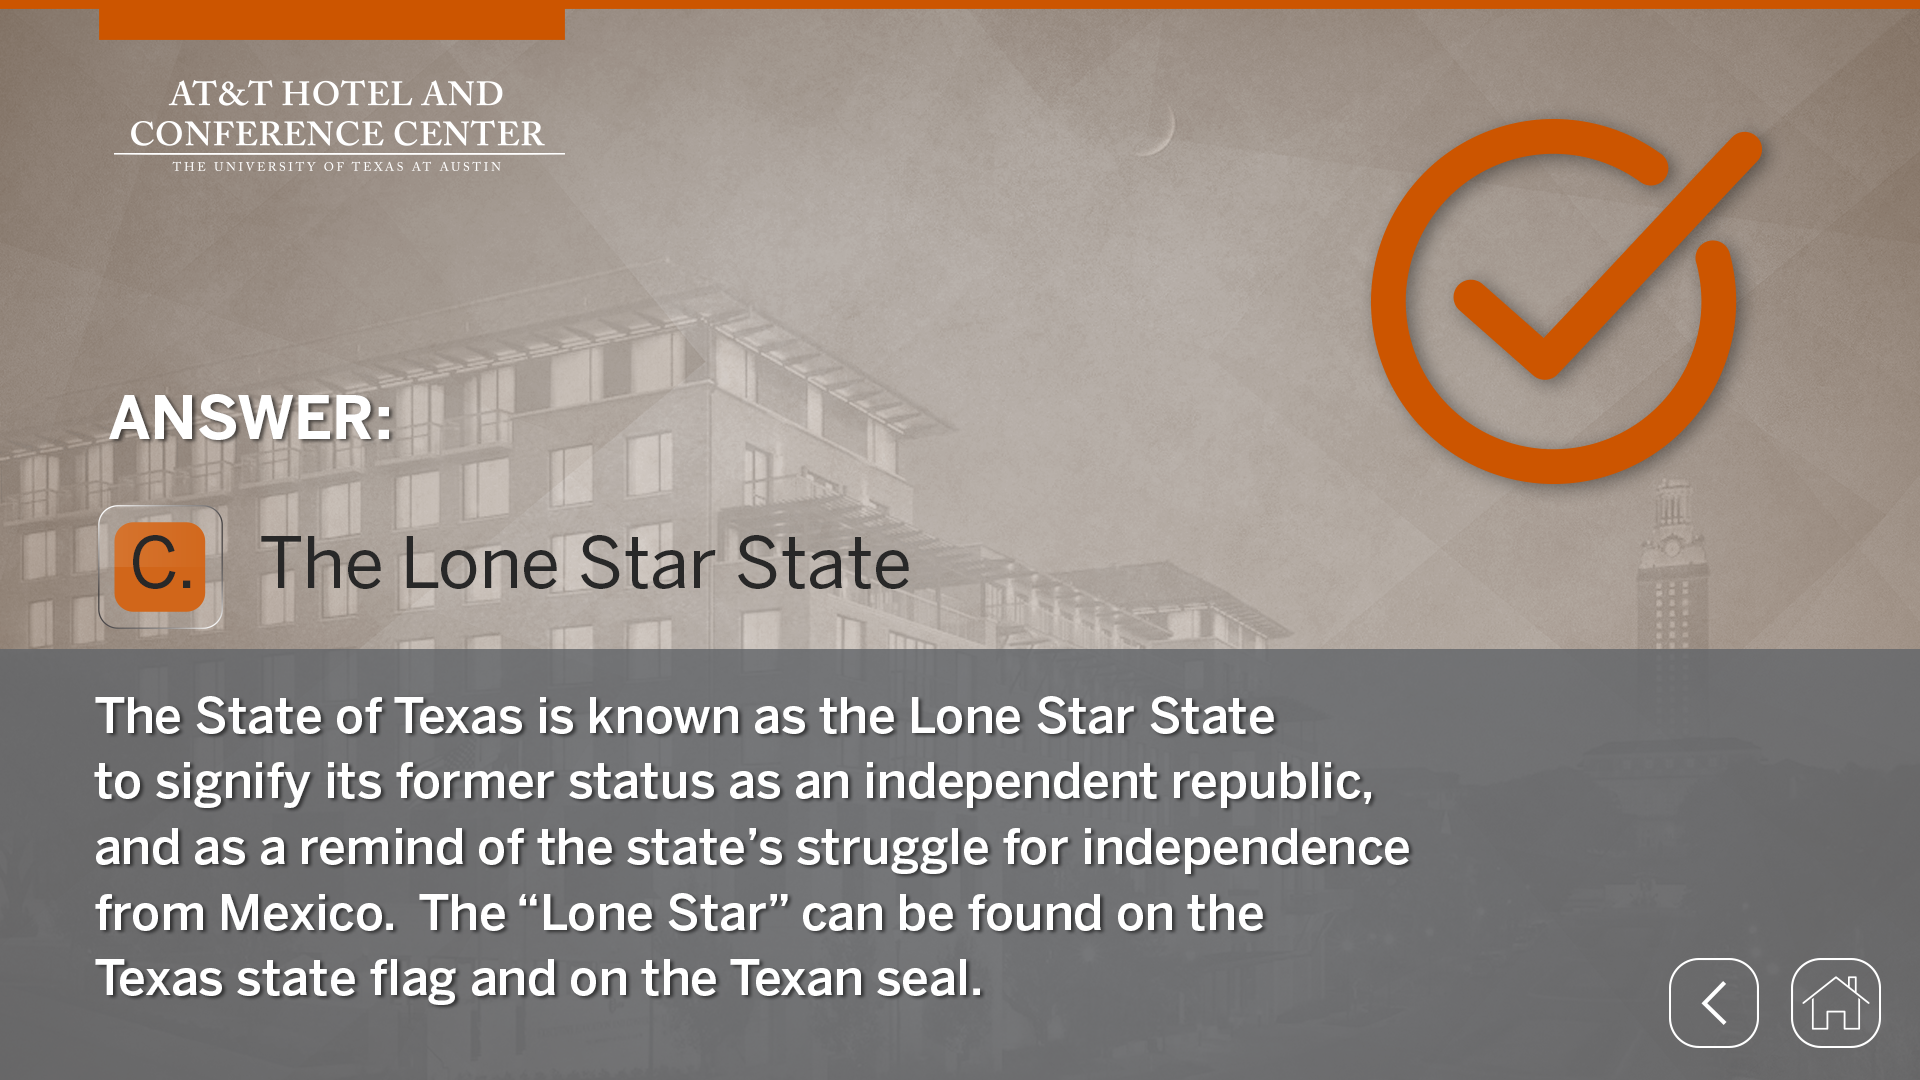 AT&T HOTEL AND
CONFERENCE CENTER
THE UNIVERSITY OF TEXAS AT AUSTIN
ANSWER:
C. The Lone Star State
The State of Texas is known as the Lone Star State
to signify its former status as an independent republic,
and as a remind of the state’s struggle for independence
from Mexico.  The “Lone Star” can be found on the
Texas state flag and on the Texan seal.